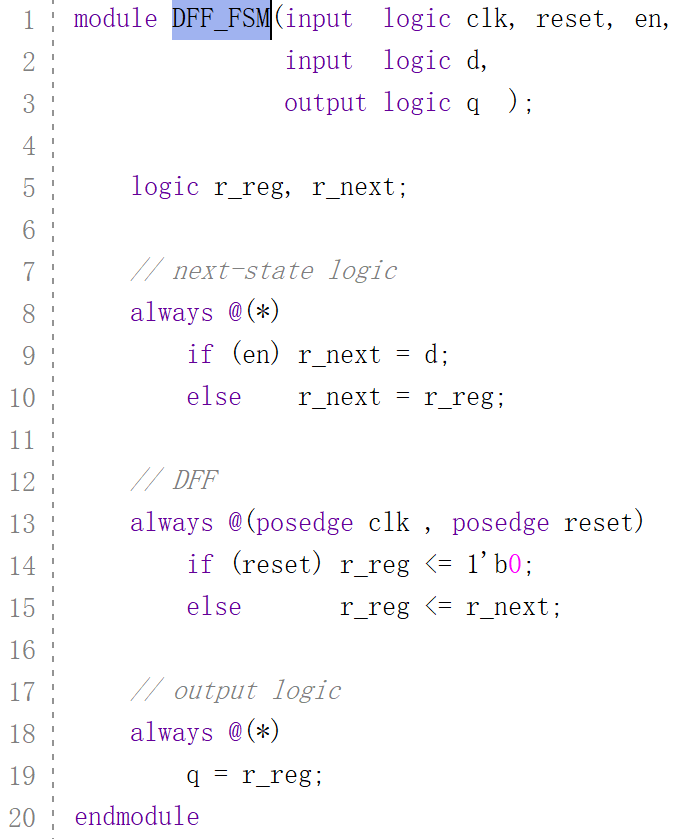 1 module DFF_FSM(input  logic clk, reset, en,
2                input  logic d,
3                output logic q  );
4
5     logic r_reg, r_next;
6
7     // next-state logic
8     always @(*)
9         if (en) r_next = d;
10         else    r_next = r_reg;
11
12     // DFF
13     always @(posedge clk , posedge reset)
14         if (reset) r_reg <= 1'b0;
15         else       r_reg <= r_next;
16
17     // output logic
18     always @(*)
19         q = r_reg;
20 endmodule